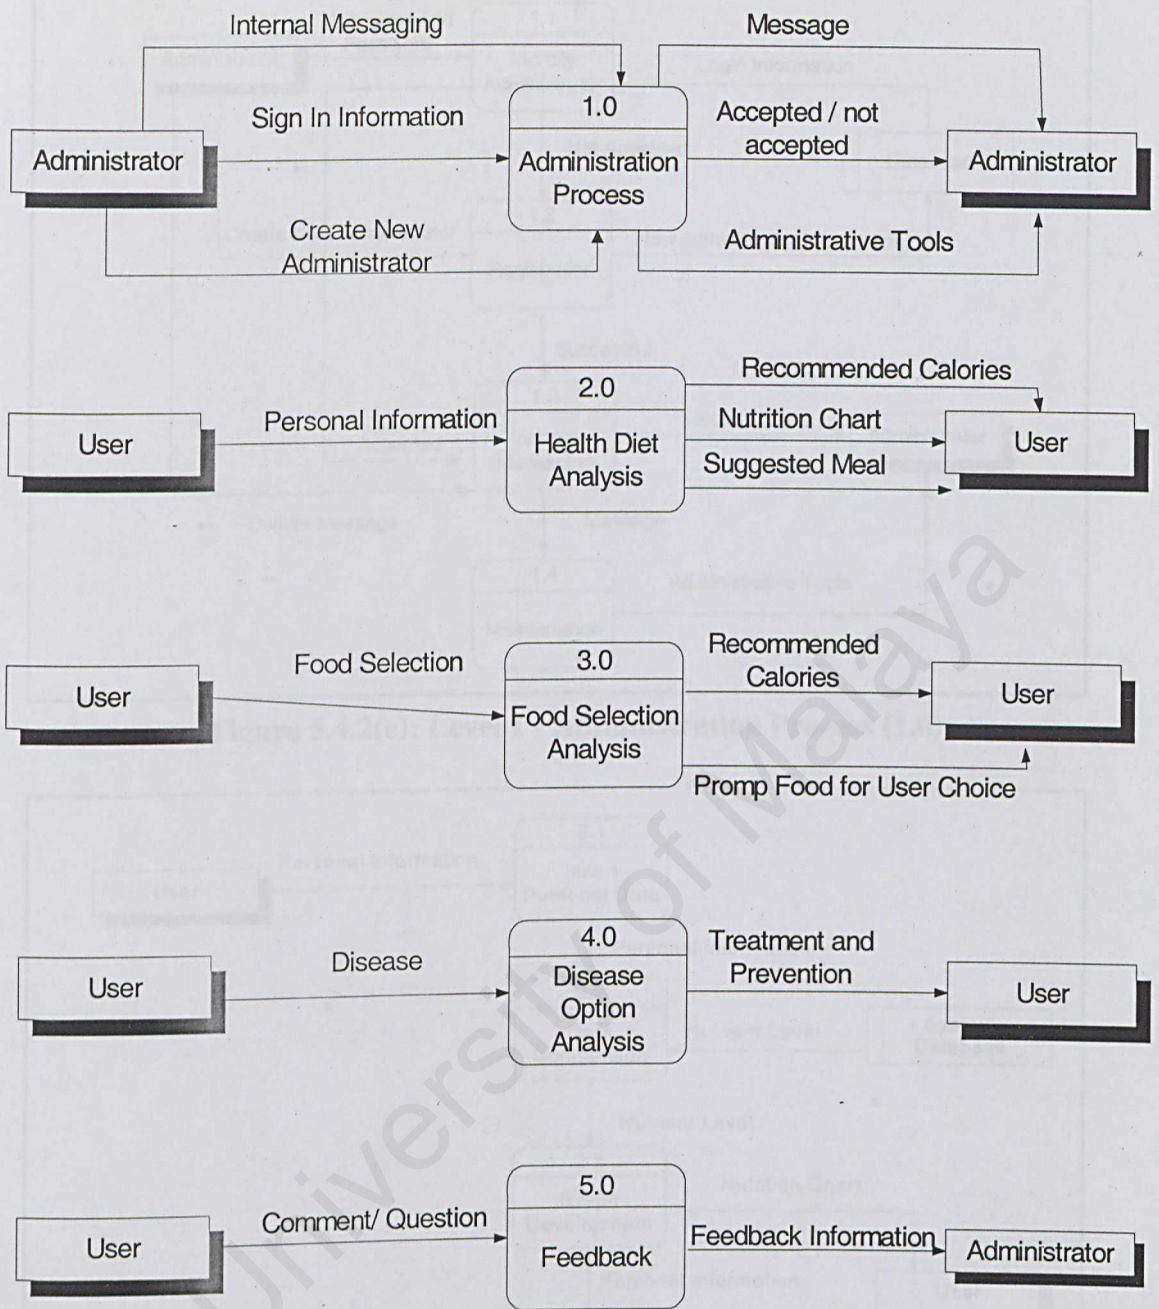 Internal Messaging
Message
Sign In Information
1.0
Accepted / not
accepted
Administrator
Administration
Process
Administrator
Create New
Administrator
Administrative Tools
2.0
Recommended Calories
User
Personal Information
Health Diet
Analysis
Nutrition Chart
Suggested Meal
User
Food Selection
3.0
Recommended
Calories
User
Food Selection
Analysis
User
Promp Food for User Choice
4.0
Treatment and
Prevention
User
Disease
Disease
Option
Analysis
User
5.0
Comment/ Question
User
Feedback
Feedback Information
Administrator
University of Malaya